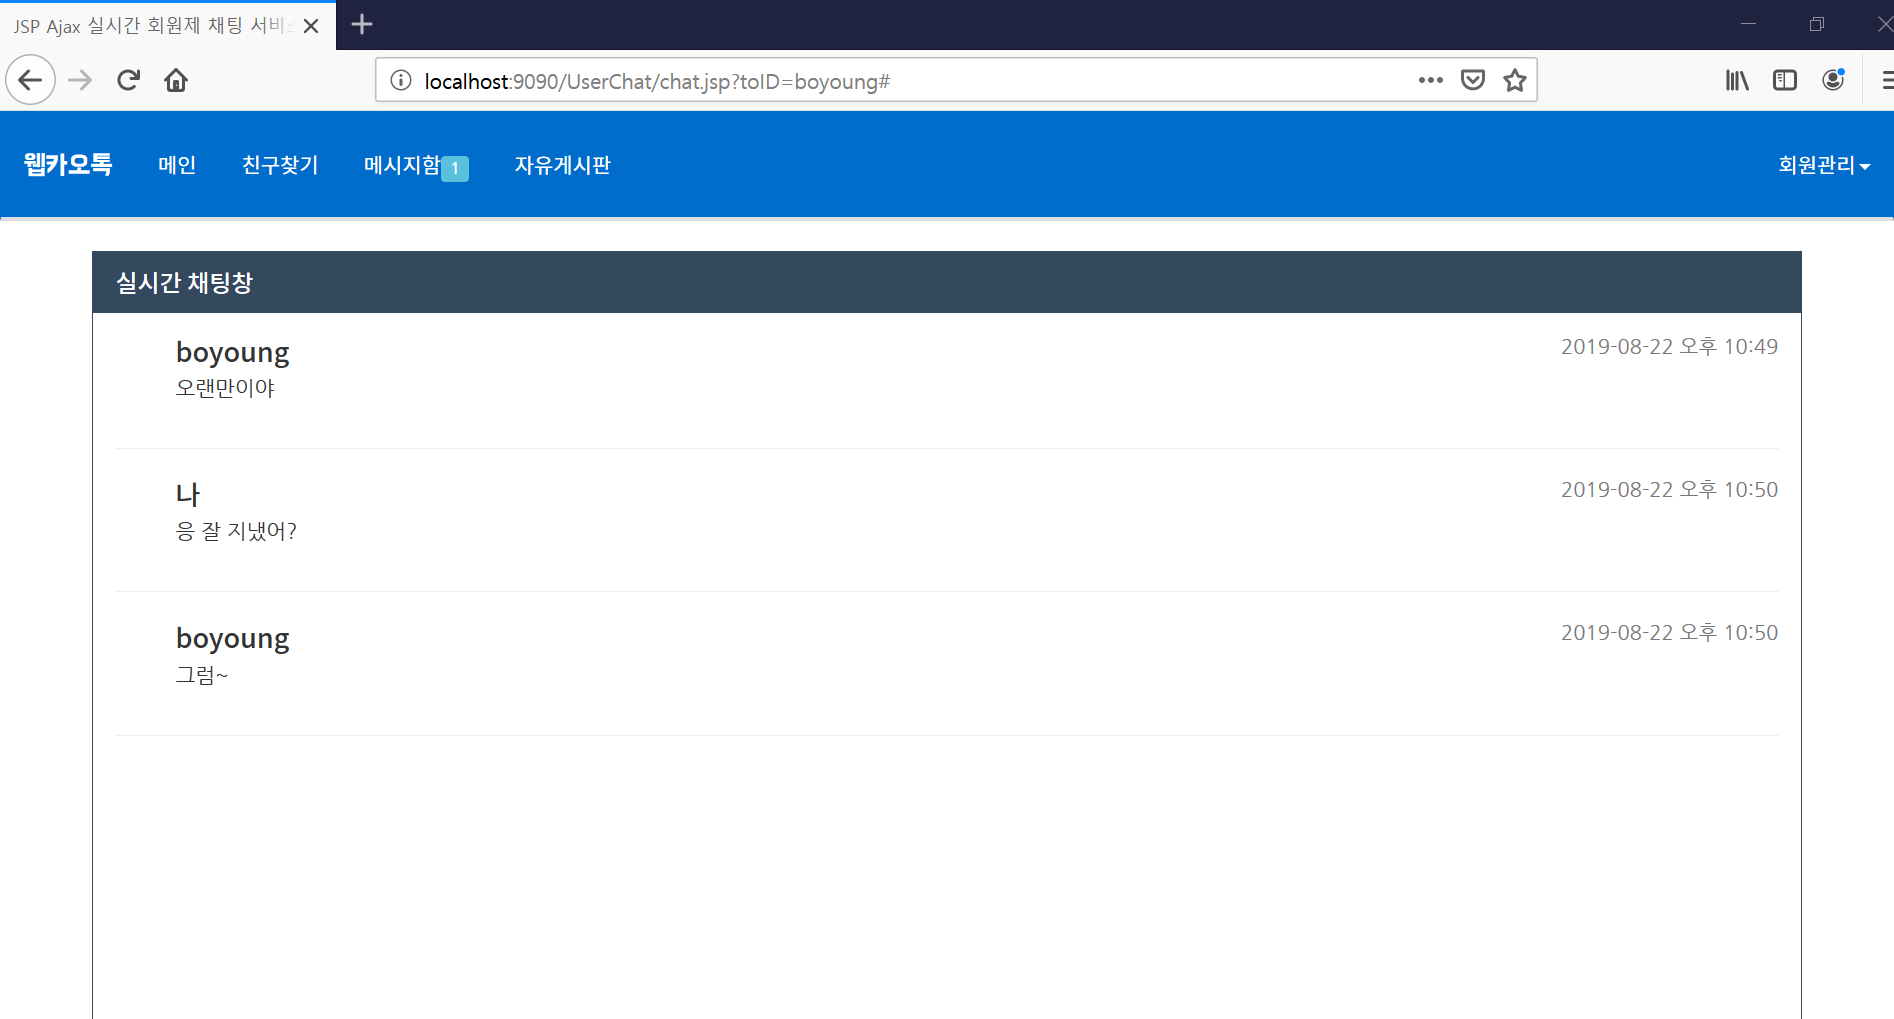 JSP Ajax 실시간 회원제 채팅 서비스
localhost:9090/UserChat/chat.jsp?toID=boyoung#
웹카오톡 메인 친구찾기 메시지함 1 자유게시판 회원관리
실시간 채팅창
boyoung 2019-08-22 오후 10:49
오랜만이야
나 2019-08-22 오후 10:50
응 잘 지냈어?
boyoung 2019-08-22 오후 10:50
그럼~